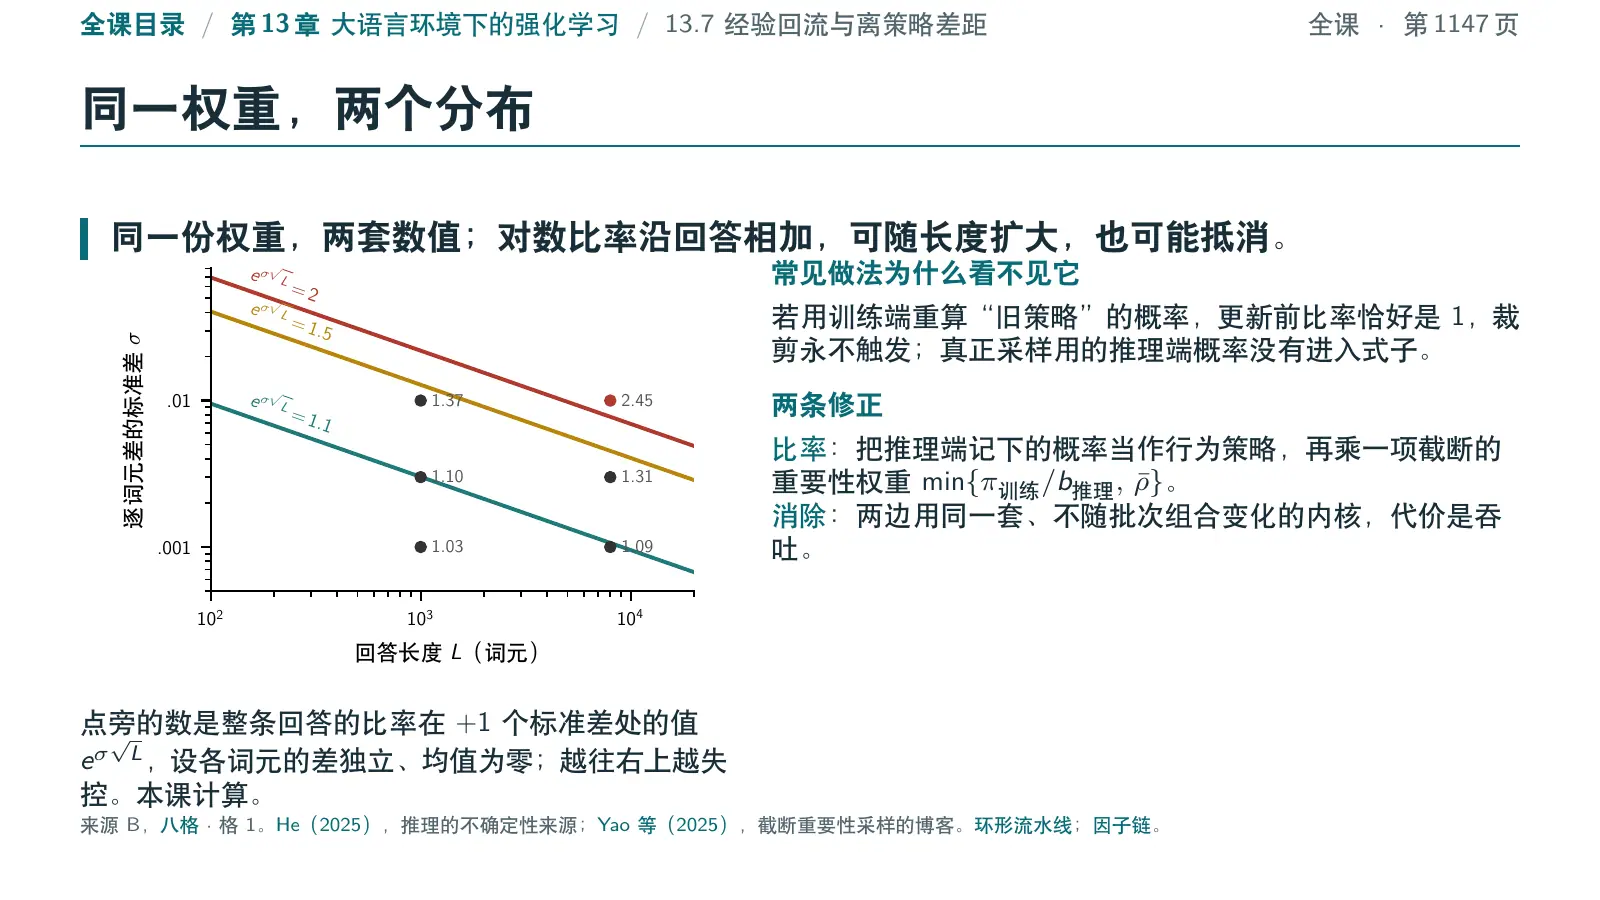 全课目录 / 第 13 章 大语言环境下的强化学习 / 13.7 经验回流与离策略差距
全课 · 第 1147 页
同一权重，两个分布
同一份权重，两套数值；对数比率沿回答相加，可随长度扩大，也可能抵消。
e^{σ√L} = 2
e^{σ√L} = 1.5
e^{σ√L} = 1.1
逐词元差的标准差 σ
.01
.001
1.37
2.45
1.10
1.31
1.03
1.09
10² 10³ 10⁴
回答长度 L（词元）
点旁的数是整条回答的比率在 +1 个标准差处的值
e^{σ√L}，设各词元的差独立、均值为零；越往右上越失
控。本课计算。
常见做法为什么看不见它
若用训练端重算“旧策略”的概率，更新前比率恰好是 1，裁
剪永不触发；真正采样用的推理端概率没有进入式子。
两条修正
比率：把推理端记下的概率当作行为策略，再乘一项截断的
重要性权重 min{π训练/b推理, ρ̄}。
消除：两边用同一套、不随批次组合变化的内核，代价是吞
吐。
来源 B，八格 · 格 1。He（2025），推理的不确定性来源；Yao 等（2025），截断重要性采样的博客。环形流水线；因子链。